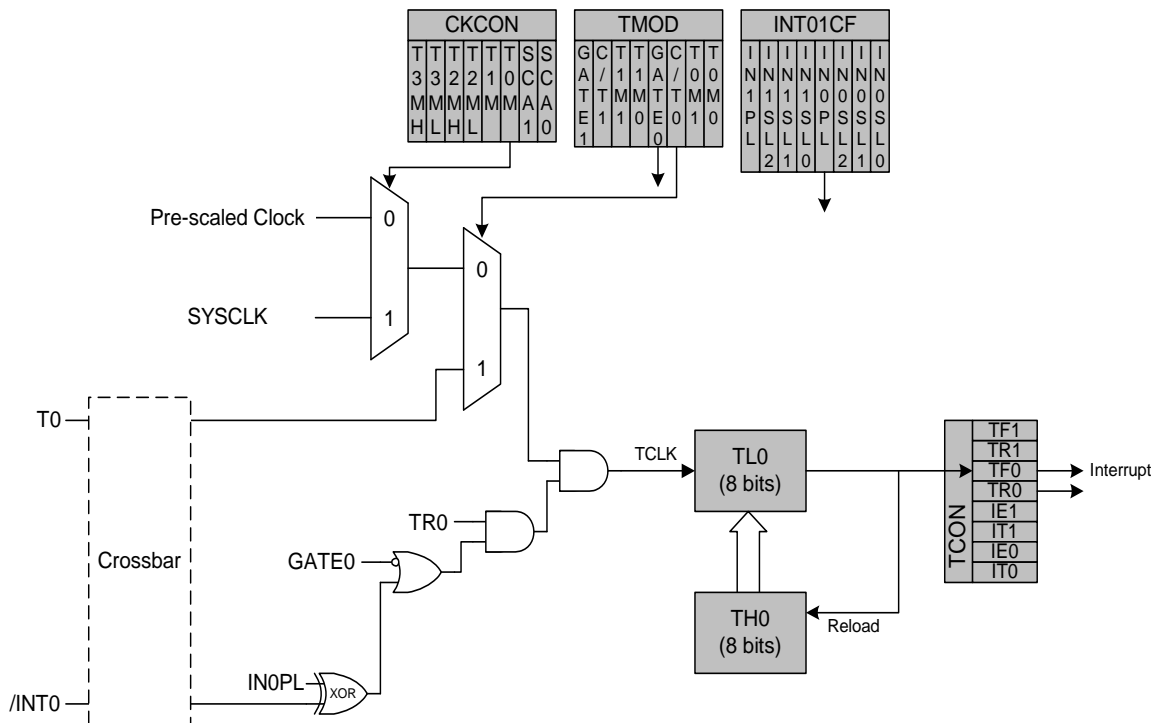 CKCON
T3MH
T3ML
T2MH
T2ML
T1M
T0M
SCA1
SCA0
TMOD
GATE1
C/T1
T1M1
T1M0
GATE0
C/T0
T0M1
T0M0
INT01CF
IN1PL
IN1SL2
IN1SL1
IN1SL0
IN0PL
IN0SL2
IN0SL1
IN0SL0
Pre-scaled Clock
0
SYSCLK
1
0
1
T0
Crossbar
/INT0
TR0
GATE0
IN0PL
XOR
TCLK
TL0
(8 bits)
TH0
(8 bits)
Reload
TCON
TF1
TR1
TF0
TR0
IE1
IT1
IE0
IT0
Interrupt